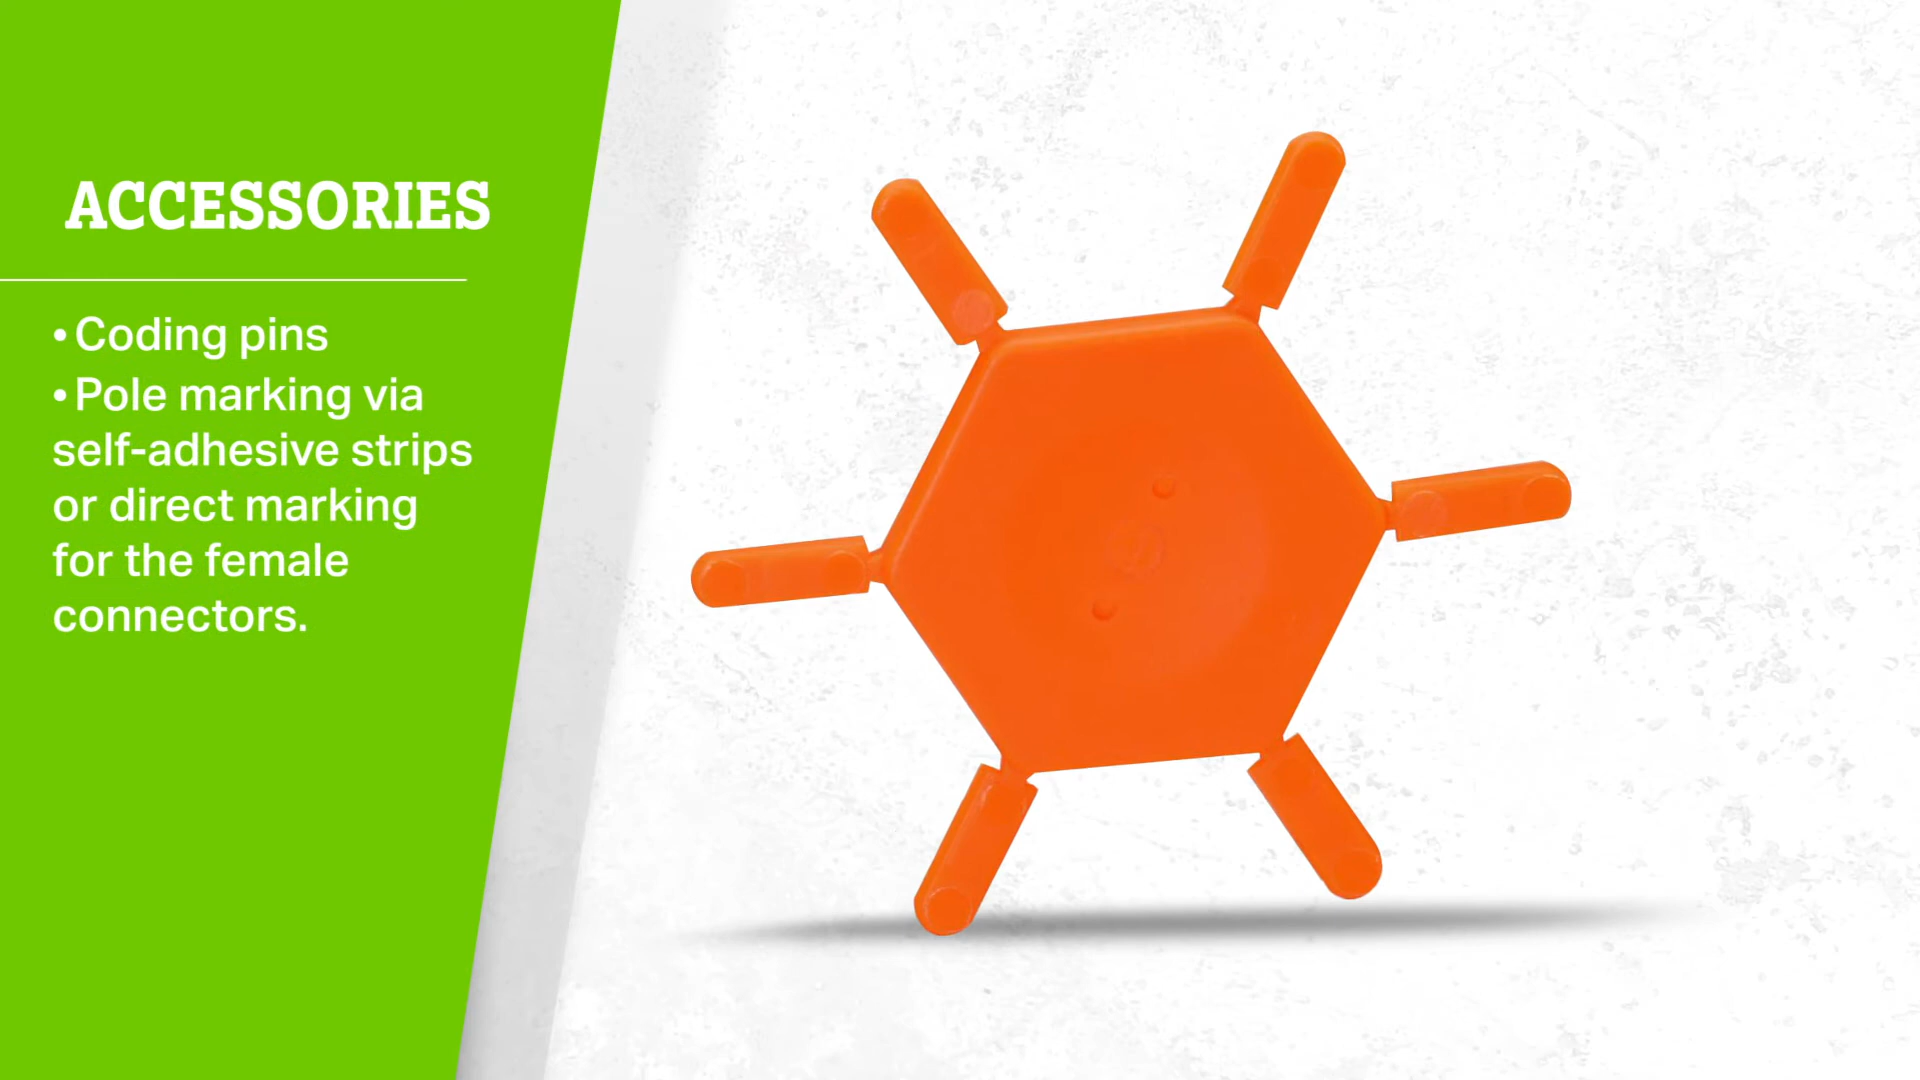 ACCESSORIES
• Coding pins
• Pole marking via
self-adhesive strips
or direct marking
for the female
connectors.